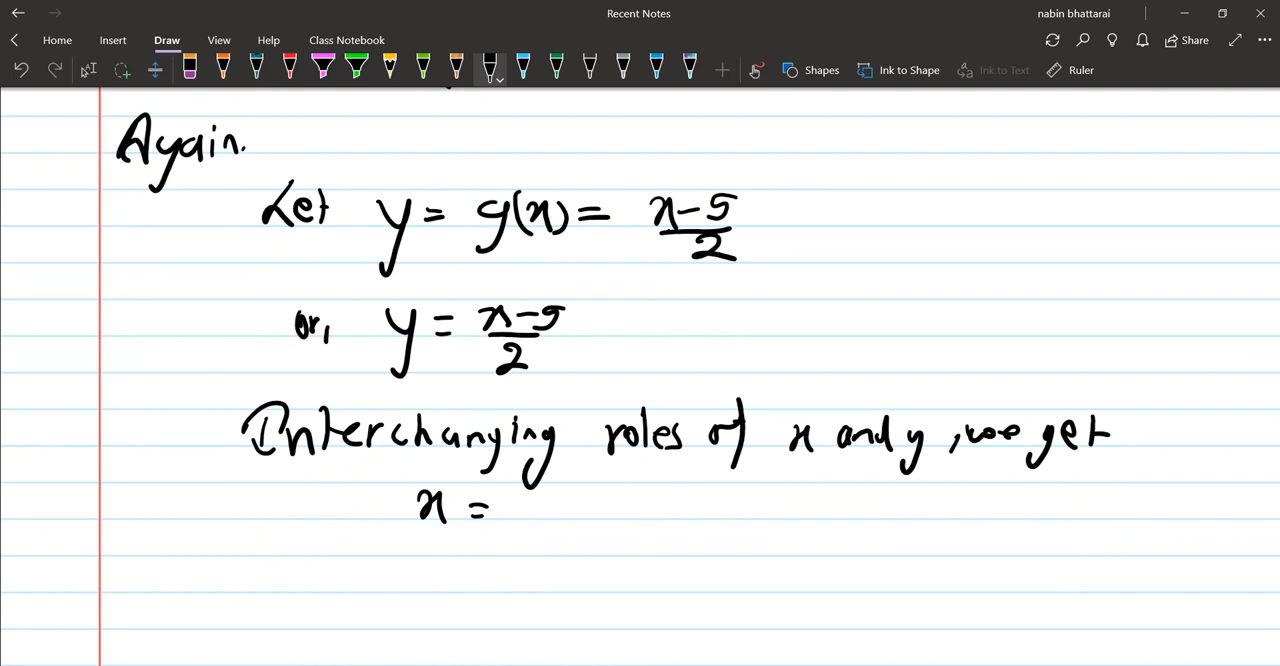 Recent Notes
nabin bhattarai
Home Insert Draw View Help Class Notebook
Share
Shapes Ink to Shape Ink to Text Ruler
Again.
Let y = g(x) = x-5/2
or, y = x-5/2
Interchanging roles of x and y, we get
x =